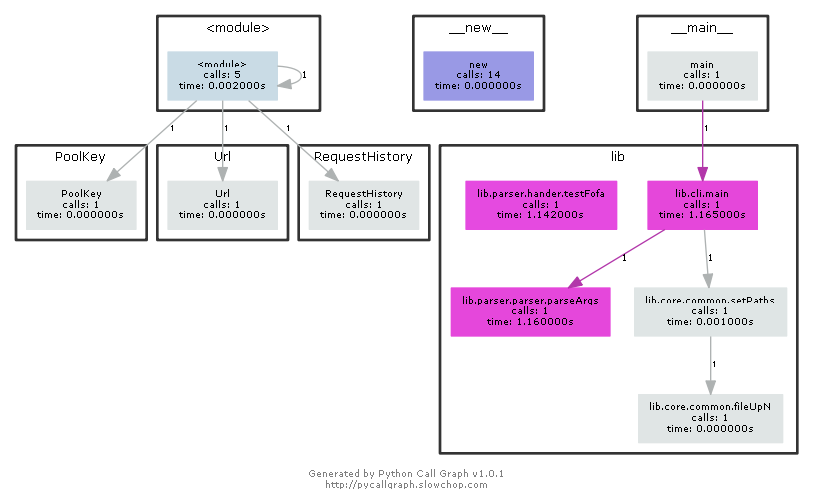 <module>
__new__
__main__
<module>
calls: 5
time: 0.002000s
1
new
calls: 14
time: 0.000000s
main
calls: 1
time: 0.000000s
1
1
1
1
PoolKey
Url
RequestHistory
lib
PoolKey
calls: 1
time: 0.000000s
Url
calls: 1
time: 0.000000s
RequestHistory
calls: 1
time: 0.000000s
lib.parser.hander.testFofa
calls: 1
time: 1.142000s
lib.cli.main
calls: 1
time: 1.165000s
1
1
lib.parser.parser.parseArgs
calls: 1
time: 1.160000s
lib.core.common.setPaths
calls: 1
time: 0.001000s
1
lib.core.common.fileUpN
calls: 1
time: 0.000000s
Generated by Python Call Graph v1.0.1
http://pycallgraph.slowchop.com